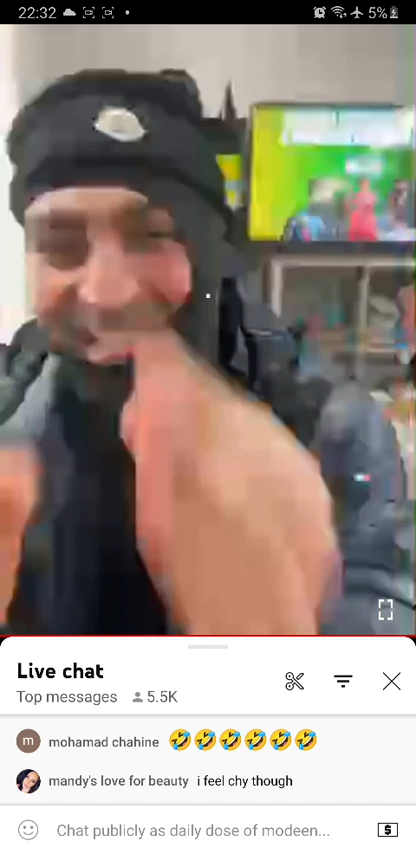 22:32
5%
Live chat
Top messages 5.5K
m mohamad chahine 🤣🤣🤣🤣🤣🤣
mandy's love for beauty i feel chy though
Chat publicly as daily dose of modeen...
$